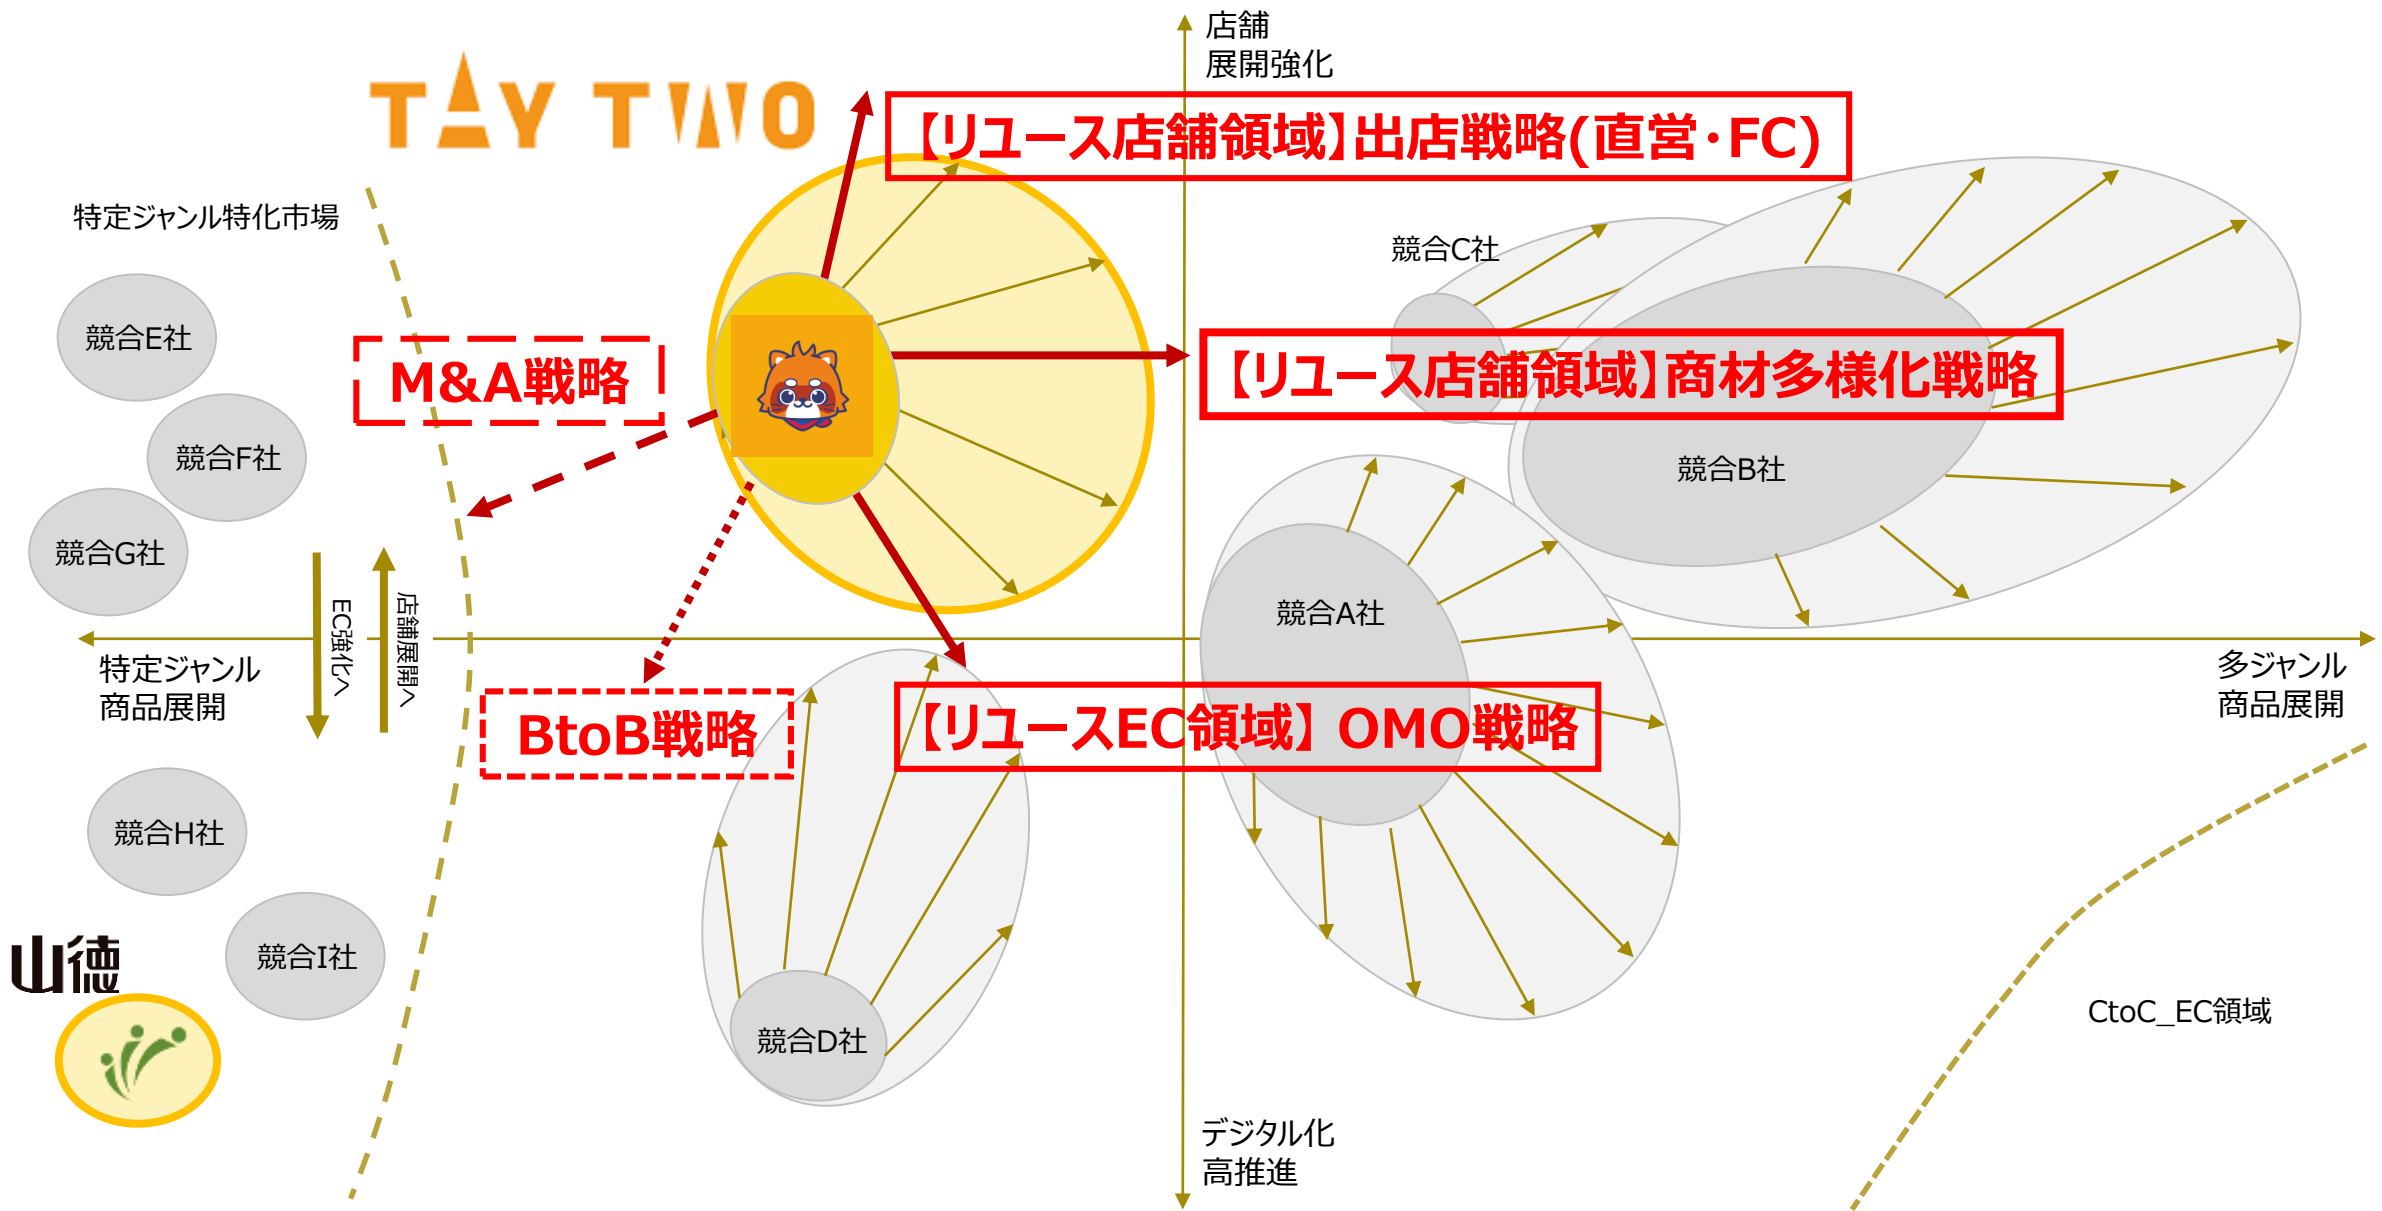 店舗
展開強化
TAY TWO
【リユース店舗領域】出店戦略(直営・FC)
特定ジャンル特化市場
競合C社
競合E社
M&A戦略
【リユース店舗領域】商材多様化戦略
競合F社
競合B社
競合G社
EC強化へ
店舗展開へ
競合A社
特定ジャンル
商品展開
多ジャンル
商品展開
BtoB戦略
【リユースEC領域】 OMO戦略
競合H社
山徳
競合I社
CtoC_EC領域
競合D社
デジタル化
高推進